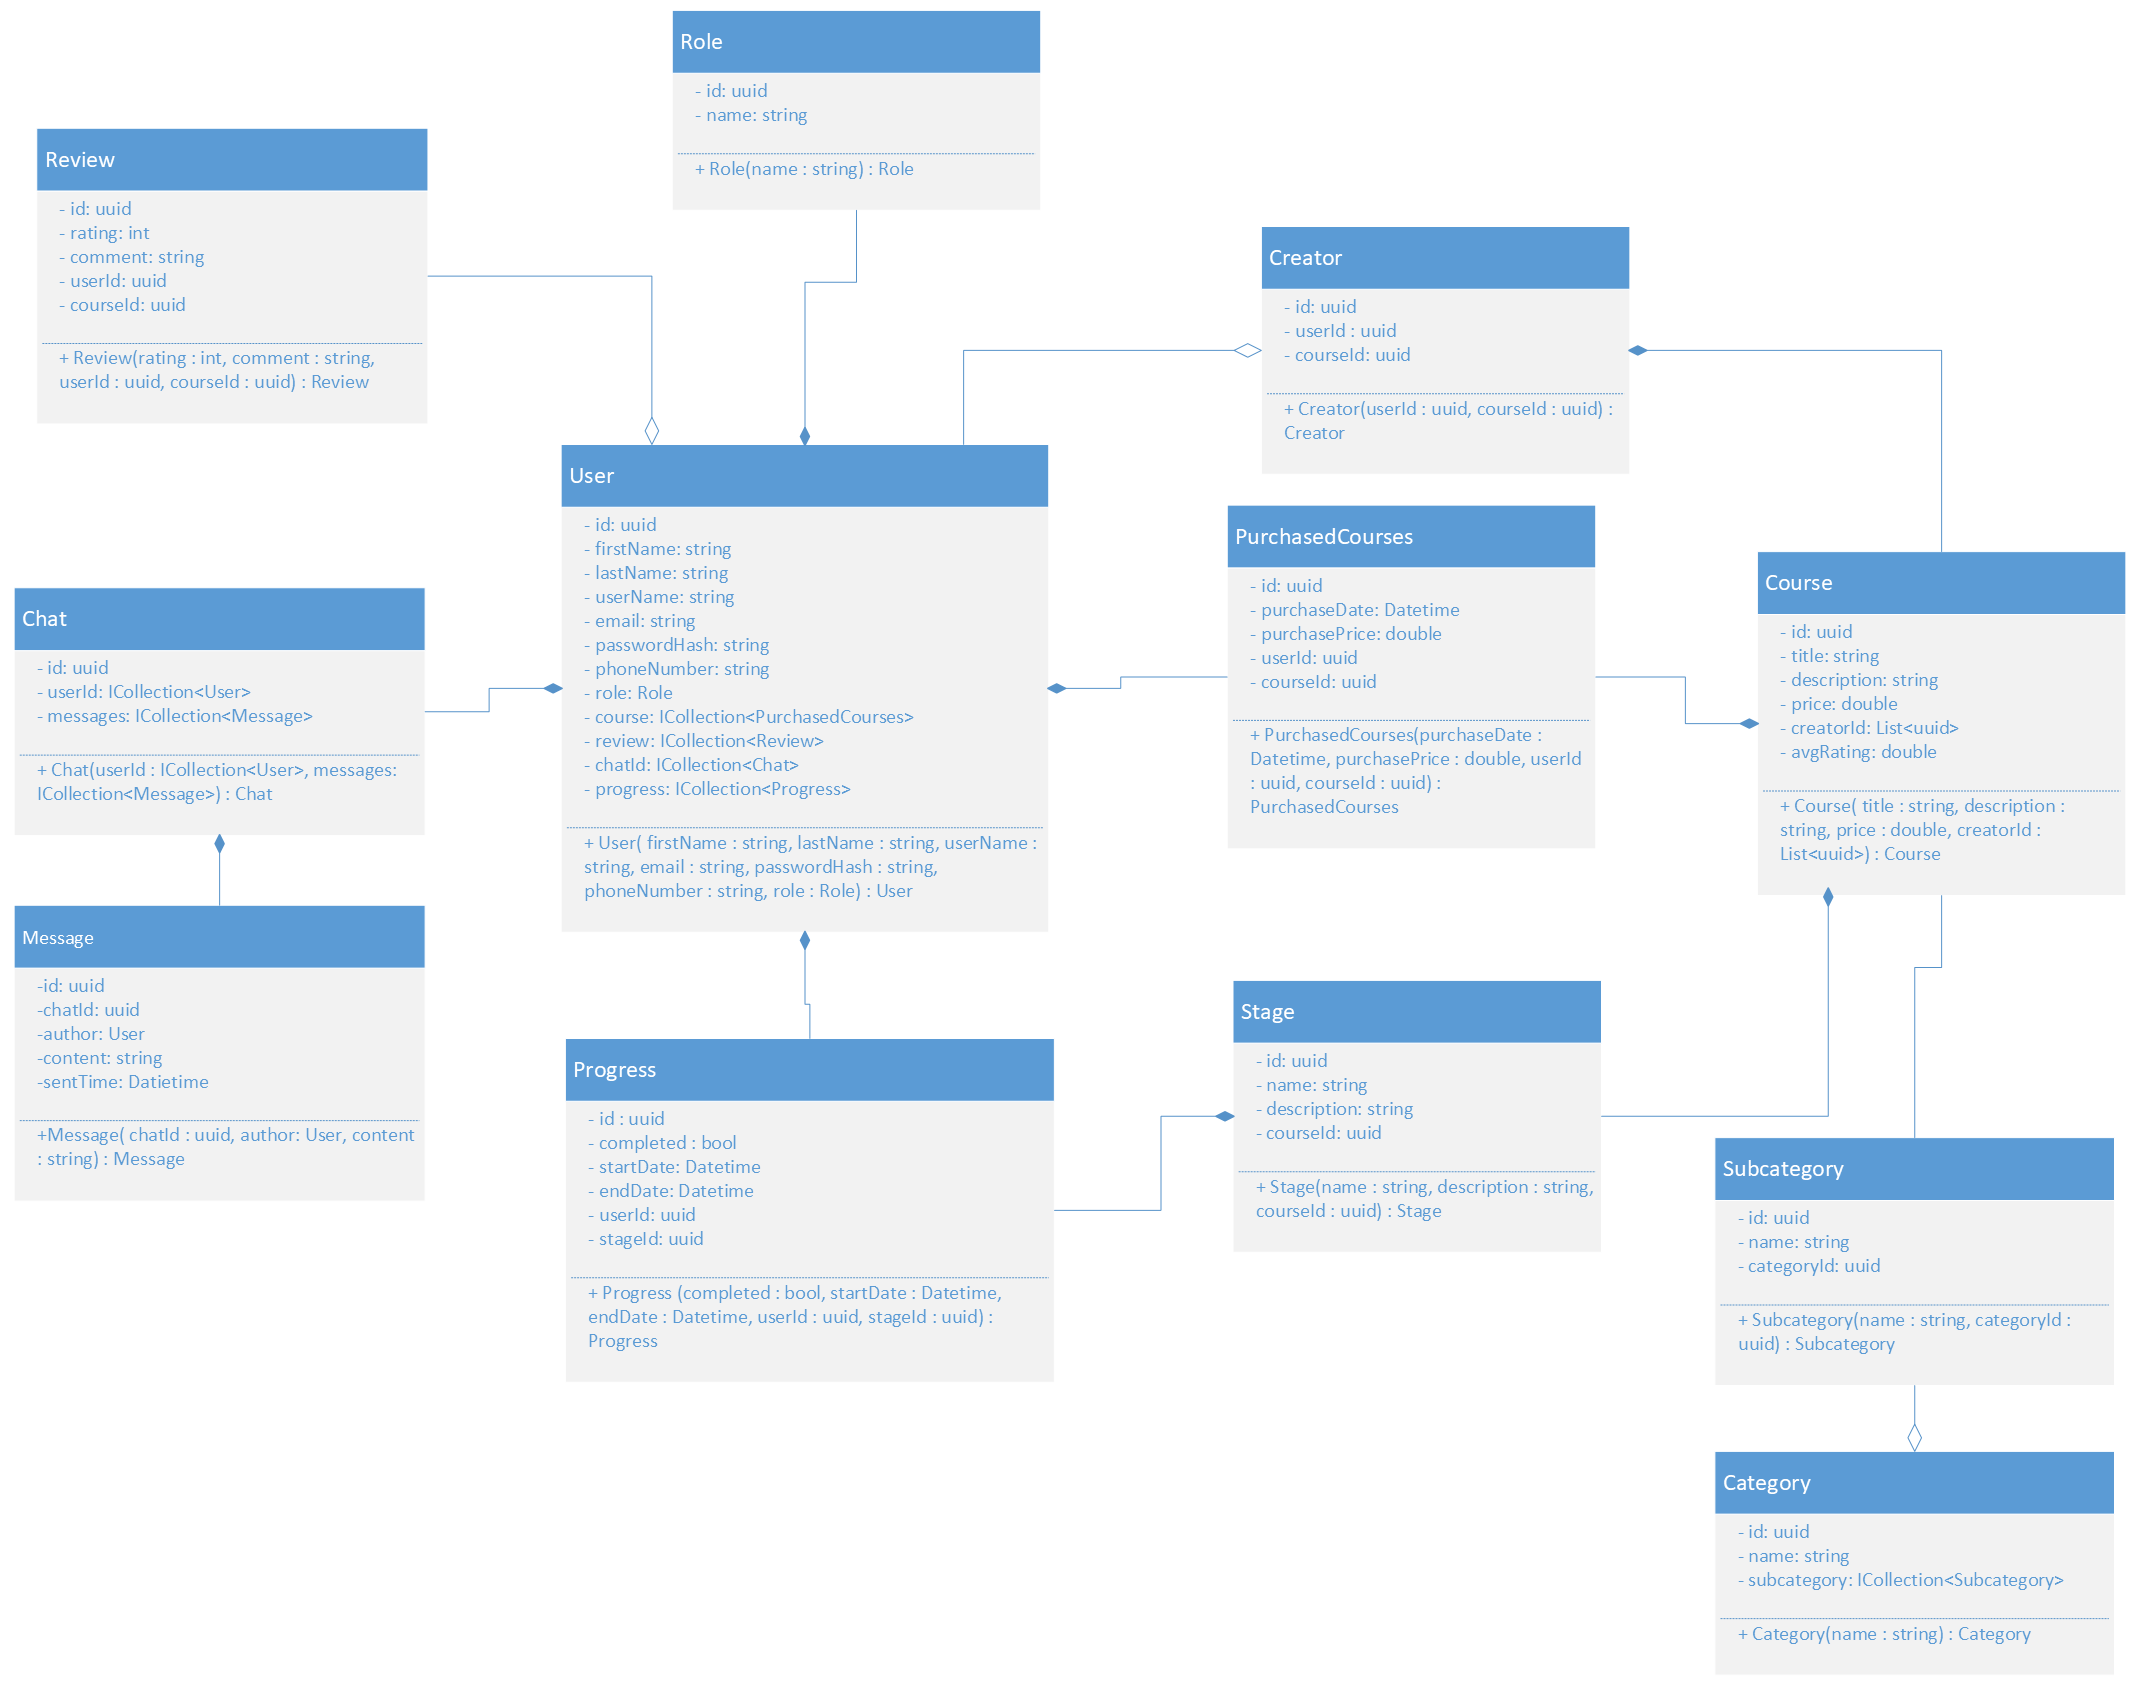 Role
- id: uuid
- name: string
+ Role(name : string) : Role
Review
- id: uuid
- rating: int
- comment: string
- userId: uuid
- courseId: uuid
+ Review(rating : int, comment : string,
userId : uuid, courseId : uuid) : Review
Creator
- id: uuid
- userId : uuid
- courseId: uuid
+ Creator(userId : uuid, courseId : uuid) :
Creator
User
- id: uuid
- firstName: string
- lastName: string
- userName: string
- email: string
- passwordHash: string
- phoneNumber: string
- role: Role
- course: ICollection<PurchasedCourses>
- review: ICollection<Review>
- chatId: ICollection<Chat>
- progress: ICollection<Progress>
+ User( firstName : string, lastName : string, userName :
string, email : string, passwordHash : string,
phoneNumber : string, role : Role) : User
PurchasedCourses
- id: uuid
- purchaseDate: Datetime
- purchasePrice: double
- userId: uuid
- courseId: uuid
+ PurchasedCourses(purchaseDate :
Datetime, purchasePrice : double, userId
: uuid, courseId : uuid) :
PurchasedCourses
Course
- id: uuid
- title: string
- description: string
- price: double
- creatorId: List<uuid>
- avgRating: double
+ Course( title : string, description :
string, price : double, creatorId :
List<uuid>) : Course
Chat
- id: uuid
- userId: ICollection<User>
- messages: ICollection<Message>
+ Chat(userId : ICollection<User>, messages:
ICollection<Message>) : Chat
Message
-id: uuid
-chatId: uuid
-author: User
-content: string
-sentTime: Datietime
+Message( chatId : uuid, author: User, content
: string) : Message
Progress
- id : uuid
- completed : bool
- startDate: Datetime
- endDate: Datetime
- userId: uuid
- stageId: uuid
+ Progress (completed : bool, startDate : Datetime,
endDate : Datetime, userId : uuid, stageId : uuid) :
Progress
Stage
- id: uuid
- name: string
- description: string
- courseId: uuid
+ Stage(name : string, description : string,
courseId : uuid) : Stage
Subcategory
- id: uuid
- name: string
- categoryId: uuid
+ Subcategory(name : string, categoryId :
uuid) : Subcategory
Category
- id: uuid
- name: string
- subcategory: ICollection<Subcategory>
+ Category(name : string) : Category